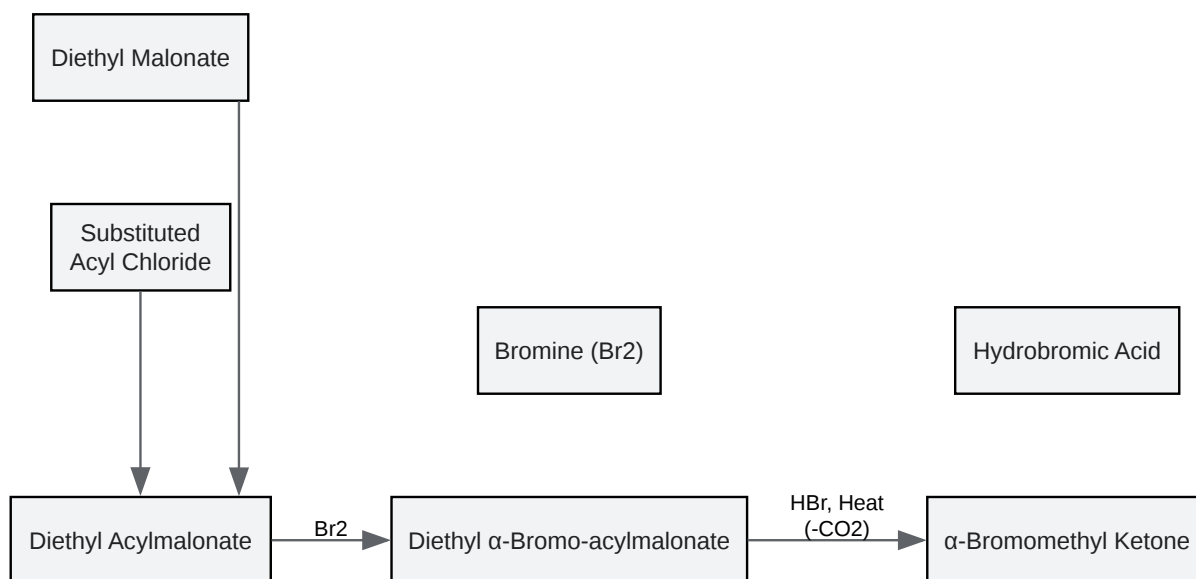 Diethyl Malonate
Substituted
Acyl Chloride
Bromine (Br2)
Hydrobromic Acid
Diethyl Acylmalonate
Br2
Diethyl α-Bromo-acylmalonate
HBr, Heat
(-CO2)
α-Bromomethyl Ketone